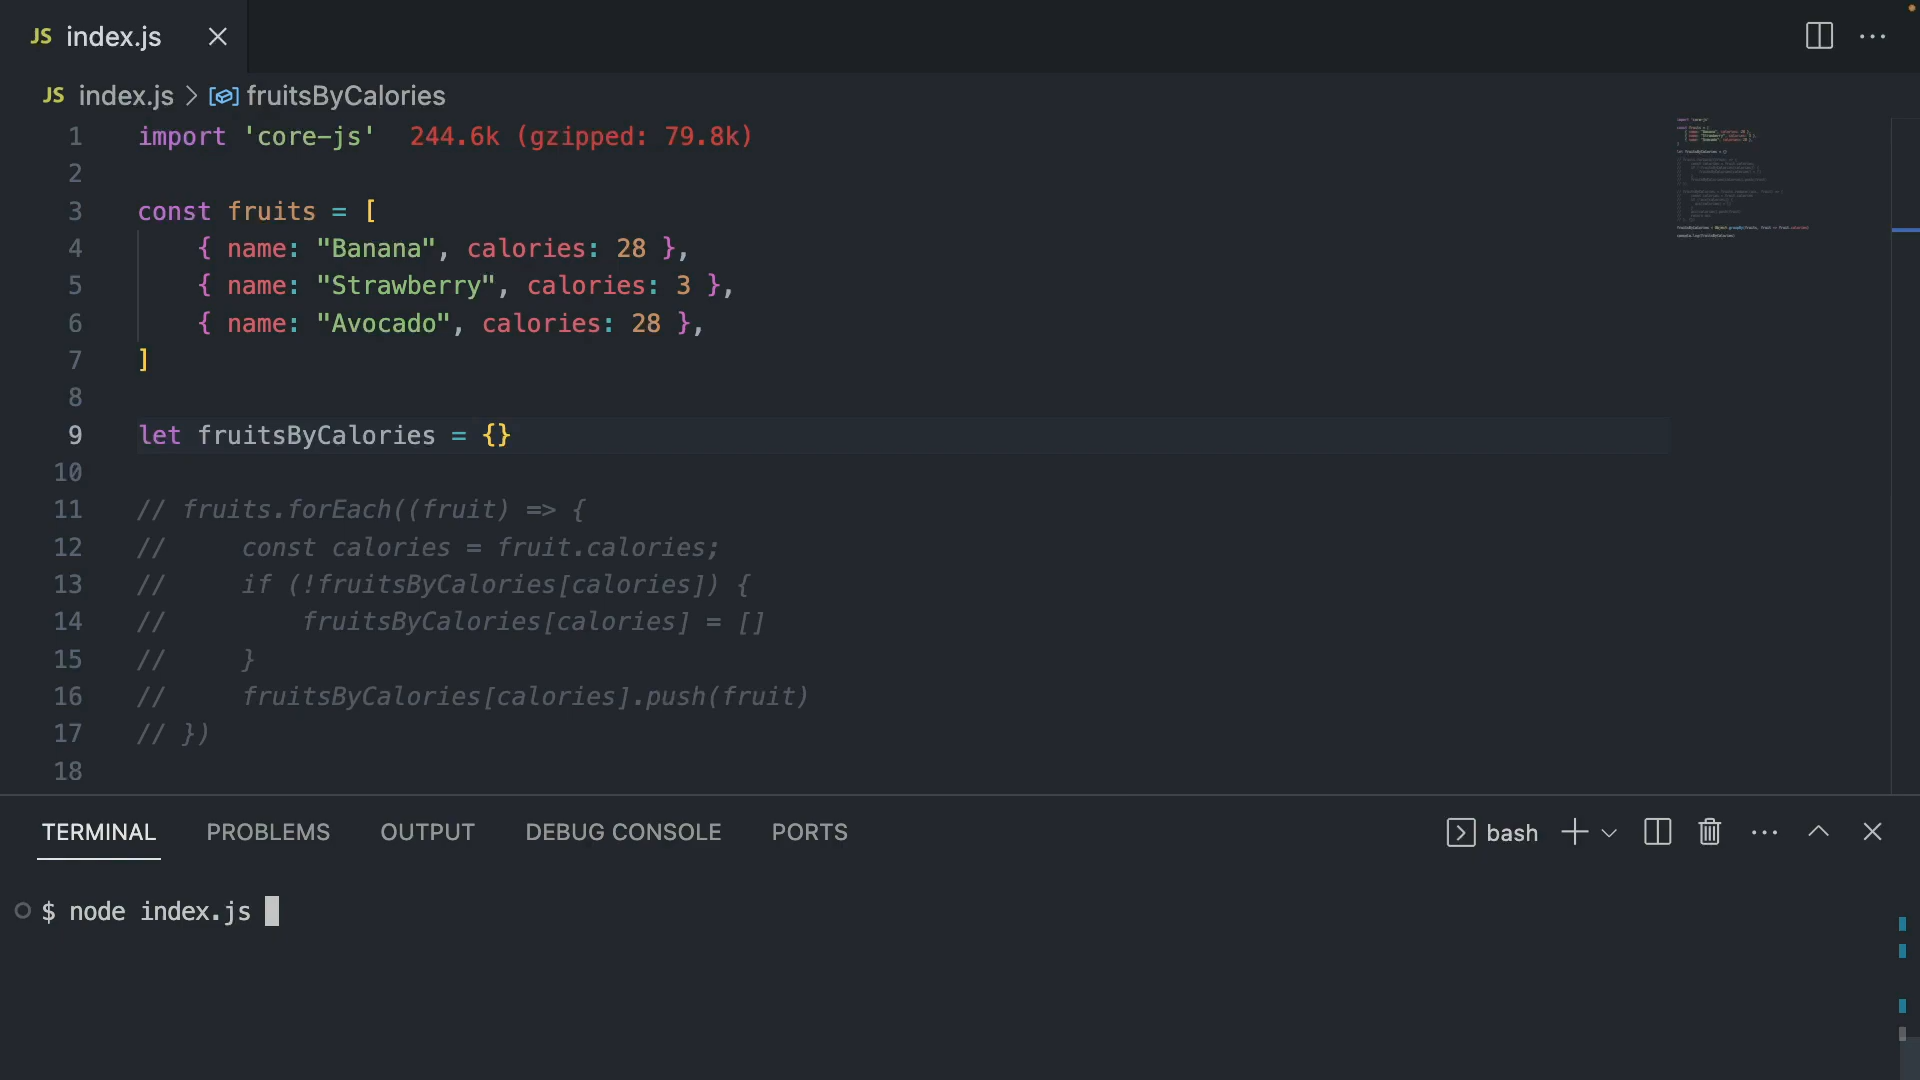 JS index.js
JS index.js > fruitsByCalories
1 import 'core-js' 244.6k (gzipped: 79.8k)
2
3 const fruits = [
4 { name: "Banana", calories: 28 },
5 { name: "Strawberry", calories: 3 },
6 { name: "Avocado", calories: 28 },
7 ]
8
9 let fruitsByCalories = {}
10
11 // fruits.forEach((fruit) => {
12 // const calories = fruit.calories;
13 // if (!fruitsByCalories[calories]) {
14 // fruitsByCalories[calories] = []
15 // }
16 // fruitsByCalories[calories].push(fruit)
17 // })
18
TERMINAL PROBLEMS OUTPUT DEBUG CONSOLE PORTS bash
$ node index.js